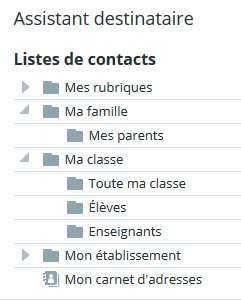 Assistant destinataire
Listes de contacts
Mes rubriques
Ma famille
Mes parents
Ma classe
Toute ma classe
Élèves
Enseignants
Mon établissement
Mon carnet d'adresses